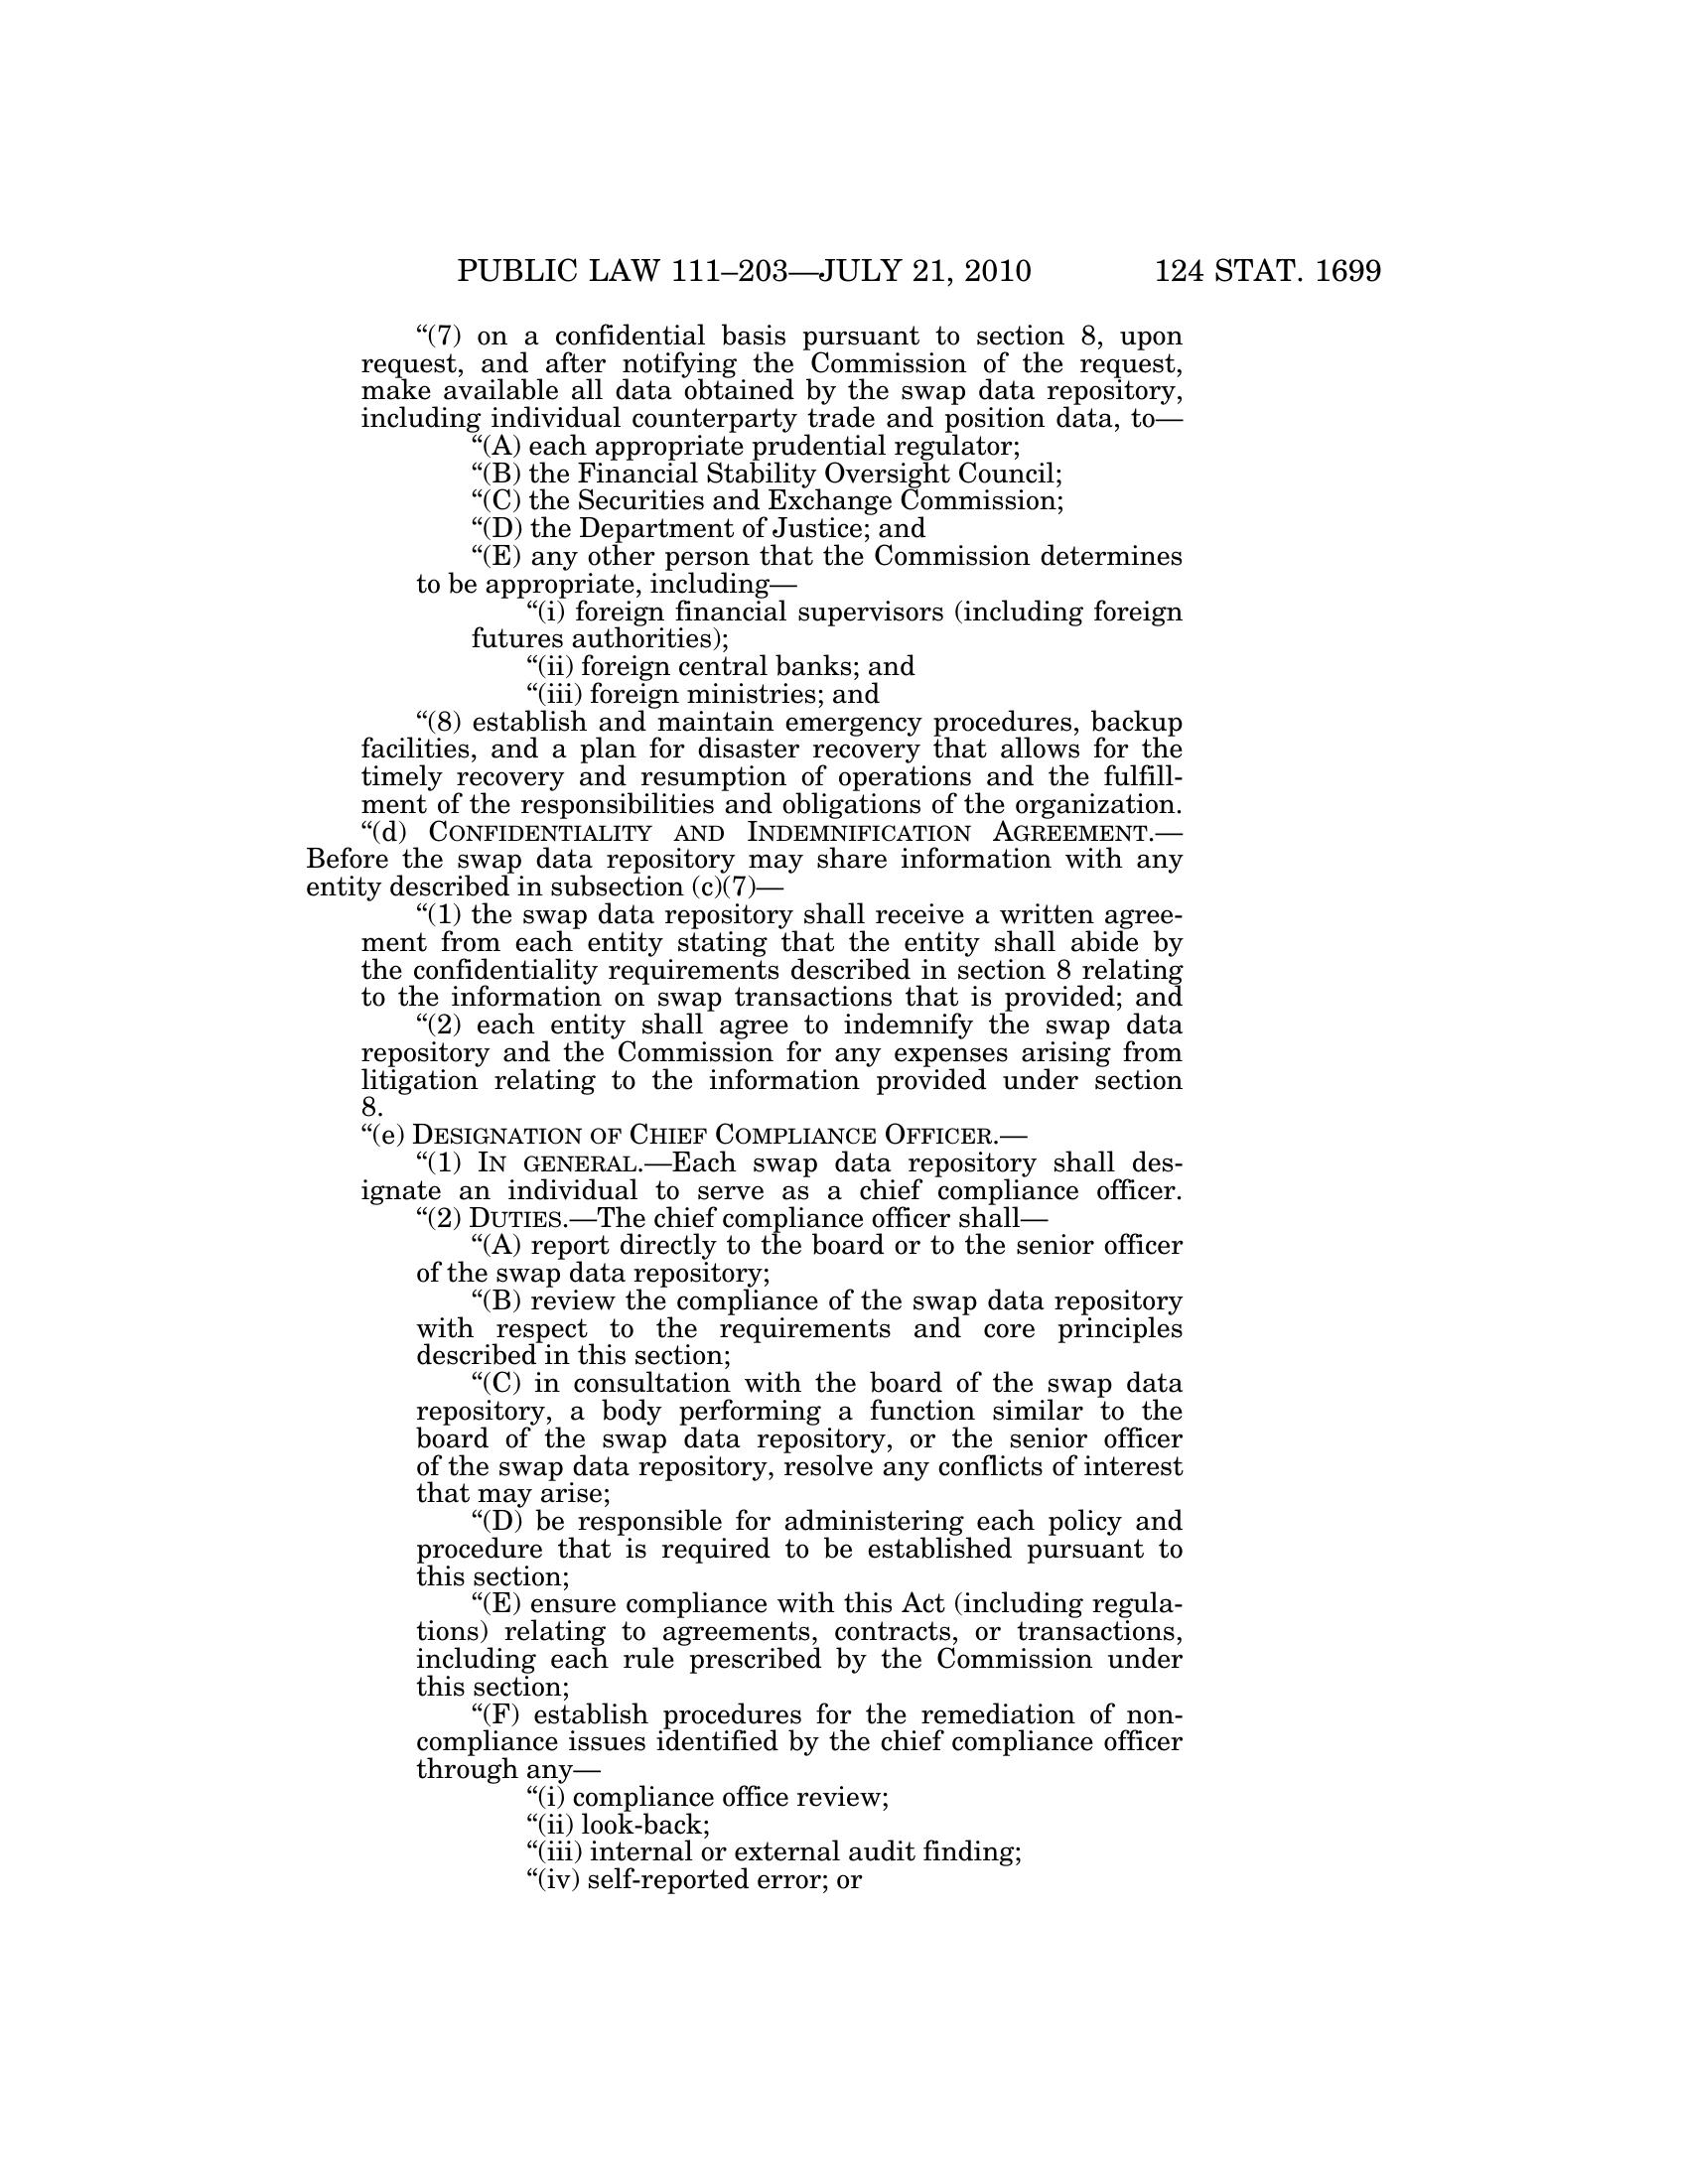 PUBLIC LAW 111–203—JULY 21, 2010 124 STAT. 1699
“(7) on a confidential basis pursuant to section 8, upon
request, and after notifying the Commission of the request,
make available all data obtained by the swap data repository,
including individual counterparty trade and position data, to—
“(A) each appropriate prudential regulator;
“(B) the Financial Stability Oversight Council;
“(C) the Securities and Exchange Commission;
“(D) the Department of Justice; and
“(E) any other person that the Commission determines
to be appropriate, including—
“(i) foreign financial supervisors (including foreign
futures authorities);
“(ii) foreign central banks; and
“(iii) foreign ministries; and
“(8) establish and maintain emergency procedures, backup
facilities, and a plan for disaster recovery that allows for the
timely recovery and resumption of operations and the fulfill-
ment of the responsibilities and obligations of the organization.
“(d) CONFIDENTIALITY AND INDEMNIFICATION AGREEMENT.—
Before the swap data repository may share information with any
entity described in subsection (c)(7)—
“(1) the swap data repository shall receive a written agree-
ment from each entity stating that the entity shall abide by
the confidentiality requirements described in section 8 relating
to the information on swap transactions that is provided; and
“(2) each entity shall agree to indemnify the swap data
repository and the Commission for any expenses arising from
litigation relating to the information provided under section
8.
“(e) DESIGNATION OF CHIEF COMPLIANCE OFFICER.—
“(1) IN GENERAL.—Each swap data repository shall des-
ignate an individual to serve as a chief compliance officer.
“(2) DUTIES.—The chief compliance officer shall—
“(A) report directly to the board or to the senior officer
of the swap data repository;
“(B) review the compliance of the swap data repository
with respect to the requirements and core principles
described in this section;
“(C) in consultation with the board of the swap data
repository, a body performing a function similar to the
board of the swap data repository, or the senior officer
of the swap data repository, resolve any conflicts of interest
that may arise;
“(D) be responsible for administering each policy and
procedure that is required to be established pursuant to
this section;
“(E) ensure compliance with this Act (including regula-
tions) relating to agreements, contracts, or transactions,
including each rule prescribed by the Commission under
this section;
“(F) establish procedures for the remediation of non-
compliance issues identified by the chief compliance officer
through any—
“(i) compliance office review;
“(ii) look-back;
“(iii) internal or external audit finding;
“(iv) self-reported error; or